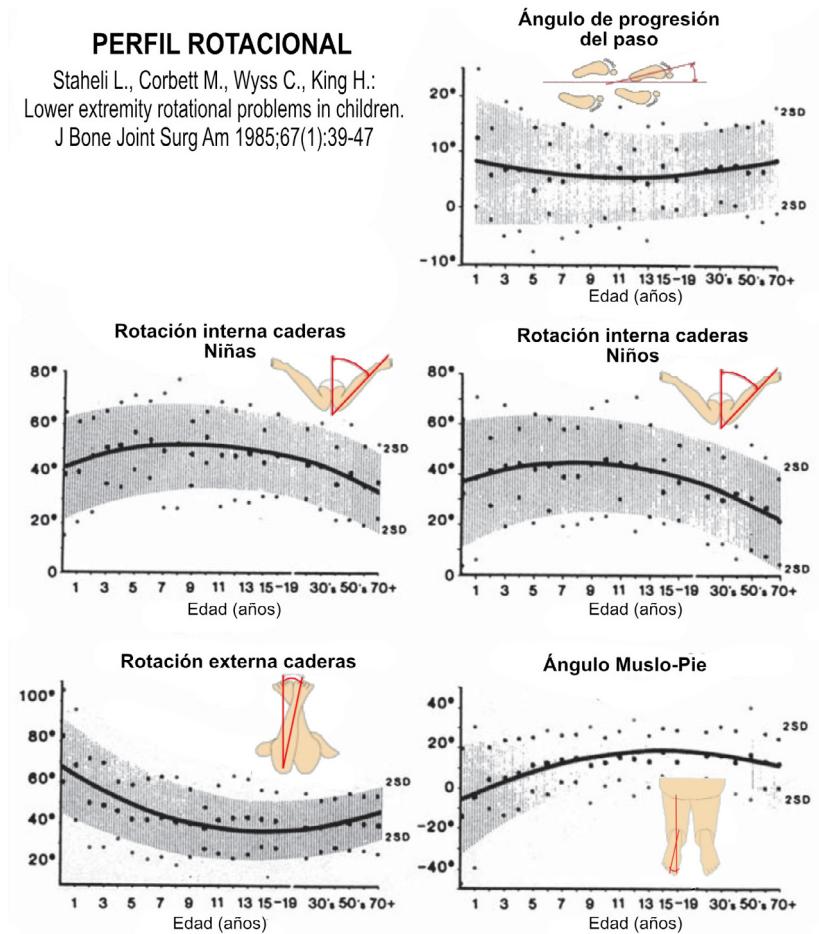 PERFIL ROTACIONAL
Staheli L., Corbett M., Wyss C., King H.:
Lower extremity rotational problems in children.
J Bone Joint Surg Am 1985;67(1):39-47
Ángulo de progresión
del paso
20°
10°
0
-10°
2SD
2SD
1 3 5 7 9 11 13 15-19 30's 50's 70+
Edad (años)
Rotación interna caderas
Niñas
80°
60°
40°
20°
0
2SD
2SD
1 3 5 7 9 11 13 15-19 30's 50's 70+
Edad (años)
Rotación interna caderas
Niños
80°
60°
40°
20°
0
2SD
2SD
1 3 5 7 9 11 13 15-19 30's 50's 70+
Edad (años)
Rotación externa caderas
100°
80°
60°
40°
20°
2SD
2SD
1 3 5 7 9 11 13 15-19 30's 50's 70+
Edad (años)
Ángulo Muslo-Pie
40°
20°
0
-20°
-40°
2SD
2SD
1 3 5 7 9 11 13 15-19 30's 50's 70+
Edad (años)